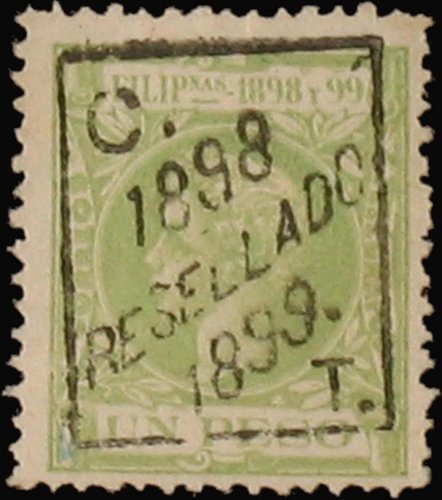 FILIPNAS.-1898 Y 99
C.
1898
RESELLADO
1899.
T.
UN PESO